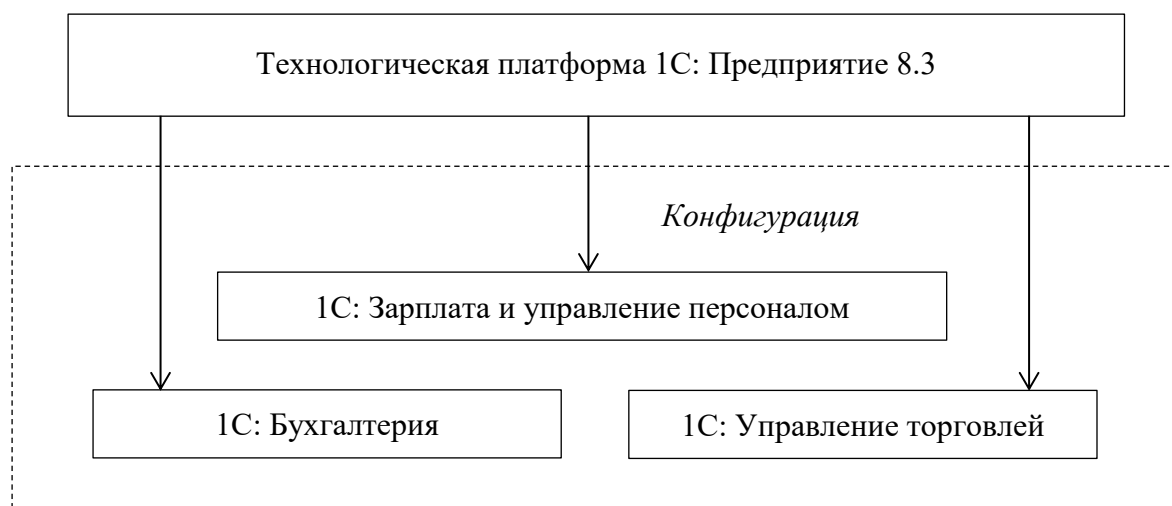 Технологическая платформа 1С: Предприятие 8.3
Конфигурация
1С: Зарплата и управление персоналом
1С: Бухгалтерия
1С: Управление торговлей